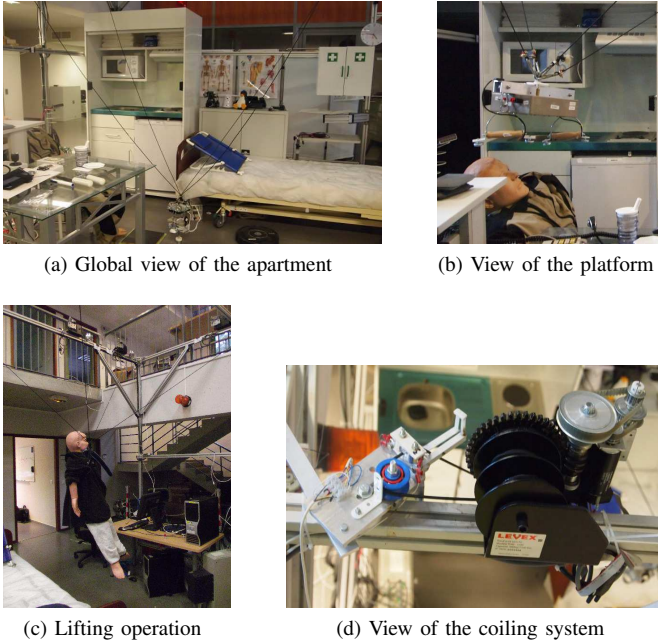 (a) Global view of the apartment
(b) View of the platform
LEVEX
(c) Lifting operation
(d) View of the coiling system